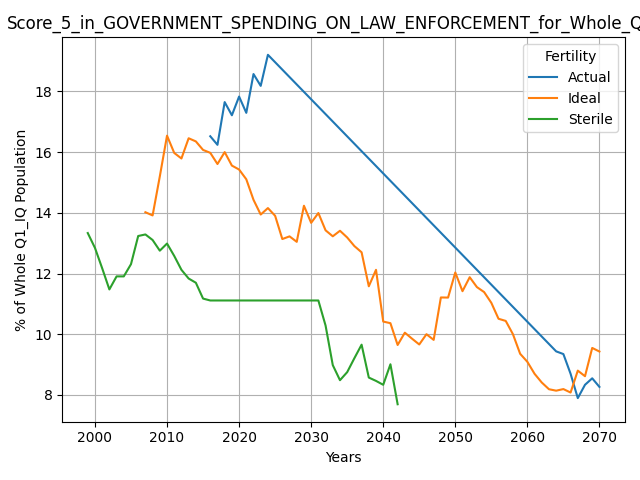 Score_5_in_GOVERNMENT_SPENDING_ON_LAW_ENFORCEMENT_for_Whole_Q
Fertility
Actual
Ideal
Sterile
% of Whole Q1_IQ Population
18
16
14
12
10
8
2000 2010 2020 2030 2040 2050 2060 2070
Years